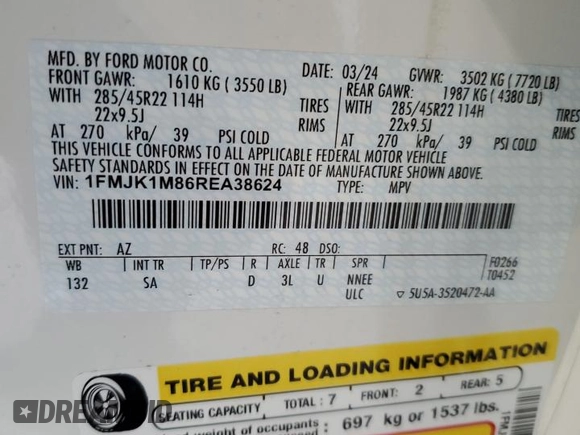 MFD. BY FORD MOTOR CO.
DATE: 03/24 GVWR: 3502 KG ( 7720 LB)
FRONT GAWR: 1610 KG ( 3550 LB) REAR GAWR: 1987 KG ( 4380 LB)
WITH 285/45R22 114H TIRES WITH 285/45R22 114H TIRES
22x9.5J RIMS 22x9.5J RIMS
AT 270 kPa/ 39 PSI COLD AT 270 kPa/ 39 PSI COLD
THIS VEHICLE CONFORMS TO ALL APPLICABLE FEDERAL MOTOR VEHICLE
SAFETY STANDARDS IN EFFECT ON THE DATE OF MANUFACTURE SHOWN ABOVE.
VIN: 1FMJK1M86REA38624 TYPE: MPV
EXT PNT: AZ RC: 48 DSO:
WB INT TR TP/PS R AXLE TR SPR
F0266
T0452
132 SA D 3L U NNEE
ULC ▽ 5U5A-3520472-AA
TIRE AND LOADING INFORMATION
SEATING CAPACITY TOTAL : 7 FRONT: 2 REAR: 5
weight of occupants 697 kg or 1537 lbs.